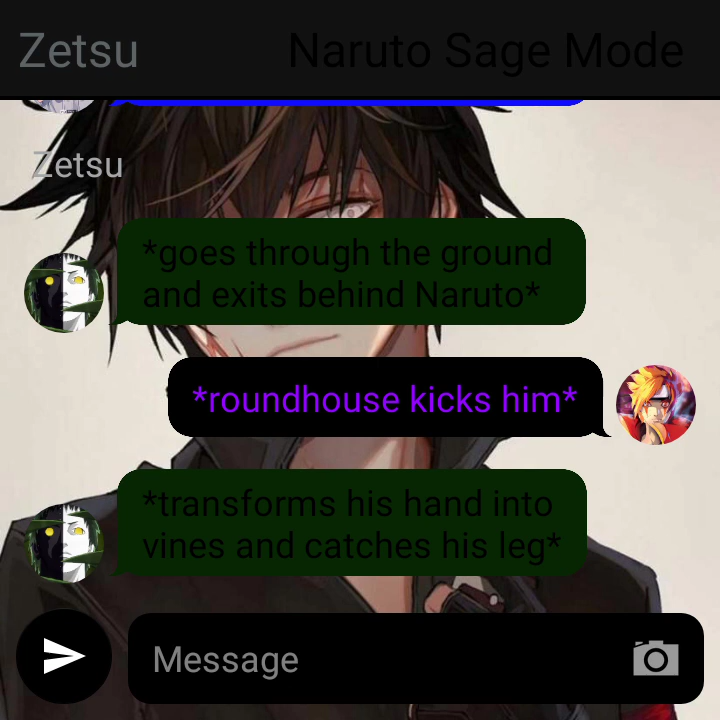 Zetsu Naruto Sage Mode
Zetsu
*goes through the ground
and exits behind Naruto*
*roundhouse kicks him*
*transforms his hand into
vines and catches his leg*
Message